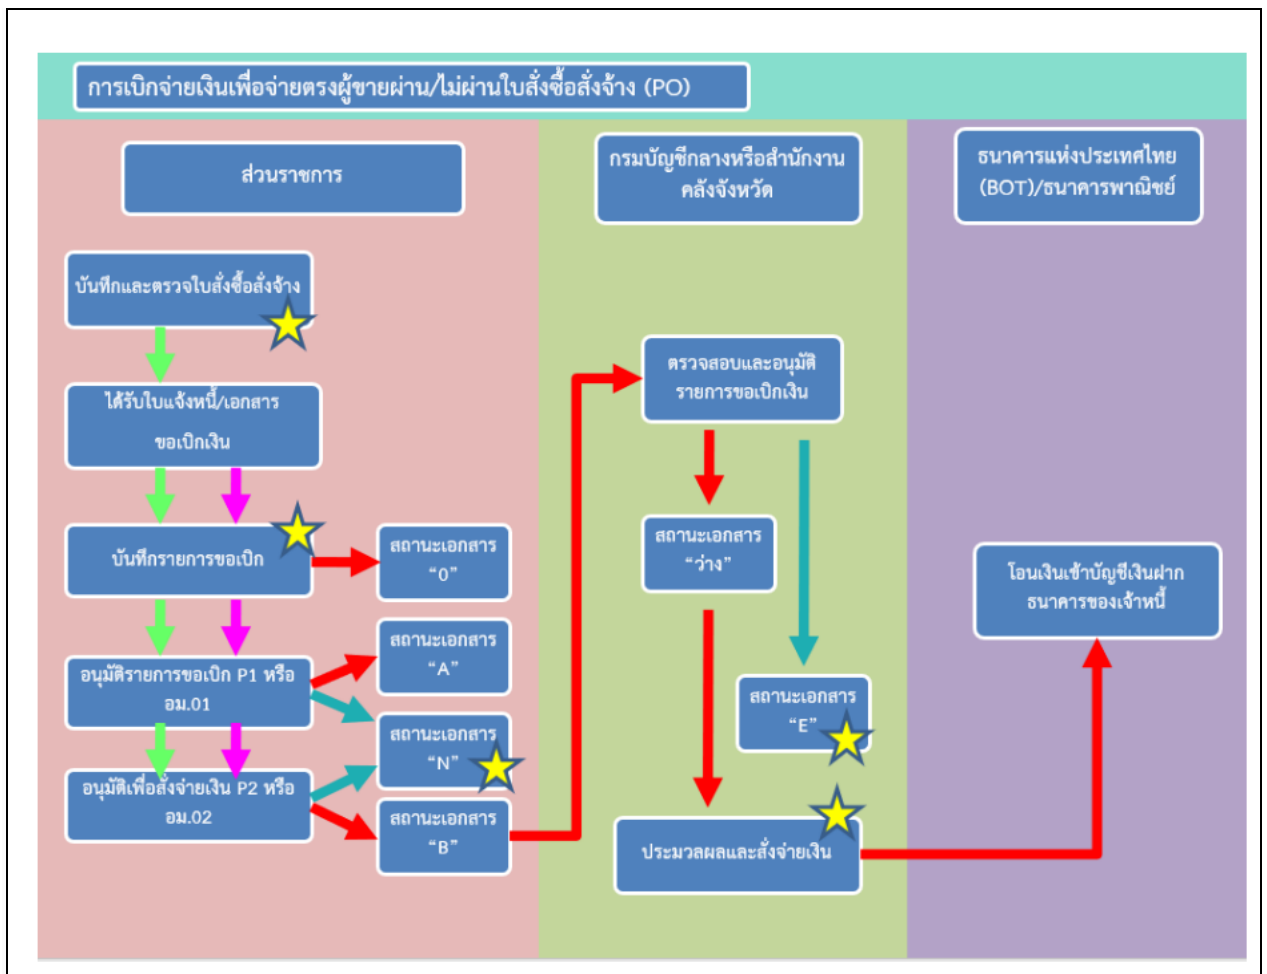 การเบิกจ่ายเงินเพื่อจ่ายตรงผู้ขายผ่าน/ไม่ผ่านใบสั่งซื้อสั่งจ้าง (PO)
ส่วนราชการ
กรมบัญชีกลางหรือสำนักงาน
คลังจังหวัด
ธนาคารแห่งประเทศไทย
(BOT)/ธนาคารพาณิชย์
บันทึกและตรวจใบสั่งซื้อสั่งจ้าง
ได้รับใบแจ้งหนี้/เอกสาร
ขอเบิกเงิน
บันทึกรายการขอเบิก
สถานะเอกสาร
“0”
อนุมัติรายการขอเบิก P1 หรือ
อม.01
สถานะเอกสาร
“A”
สถานะเอกสาร
“N”
อนุมัติเพื่อสั่งจ่ายเงิน P2 หรือ
อม.02
สถานะเอกสาร
“B”
ตรวจสอบและอนุมัติ
รายการขอเบิกเงิน
สถานะเอกสาร
“ว่าง”
สถานะเอกสาร
“E”
ประมวลผลและสั่งจ่ายเงิน
โอนเงินเข้าบัญชีเงินฝาก
ธนาคารของเจ้าหนี้